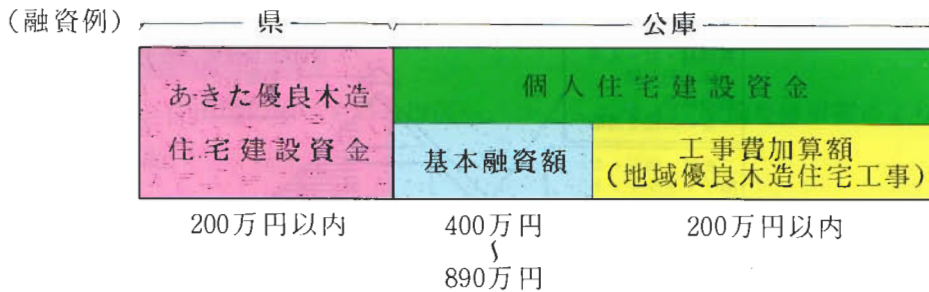 (融資例) 県 公庫
あきた優良木造
住宅建設資金
個人住宅建設資金
基本融資額
工事費加算額
(地域優良木造住宅工事)
200万円以内 400万円 200万円以内
〜
890万円